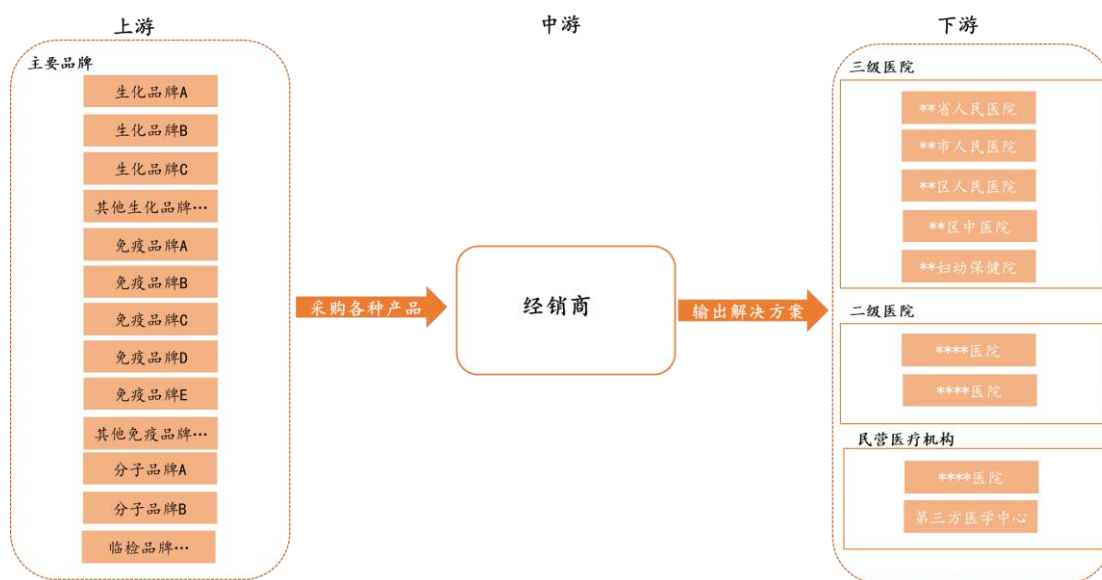 上游
中游
下游
主要品牌
生化品牌A
生化品牌B
生化品牌C
其他生化品牌…
免疫品牌A
免疫品牌B
免疫品牌C
免疫品牌D
免疫品牌E
其他免疫品牌…
分子品牌A
分子品牌B
临检品牌…
采购各种产品
经销商
输出解决方案
三级医院
**省人民医院
**市人民医院
**区人民医院
**区中医院
**妇幼保健院
二级医院
****医院
****医院
民营医疗机构
****医院
第三方医学中心